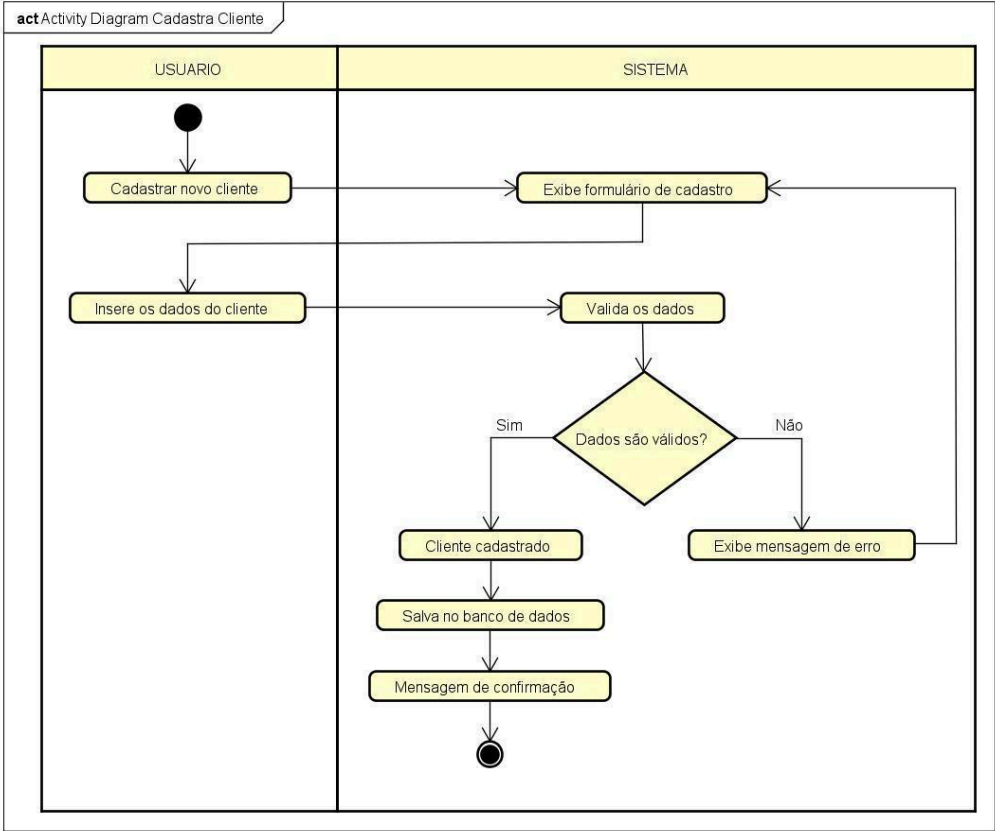 act Activity Diagram Cadastra Cliente
USUARIO
SISTEMA
Cadastrar novo cliente
Exibe formulário de cadastro
Insere os dados do cliente
Valida os dados
Dados são válidos?
Sim
Não
Cliente cadastrado
Exibe mensagem de erro
Salva no banco de dados
Mensagem de confirmação